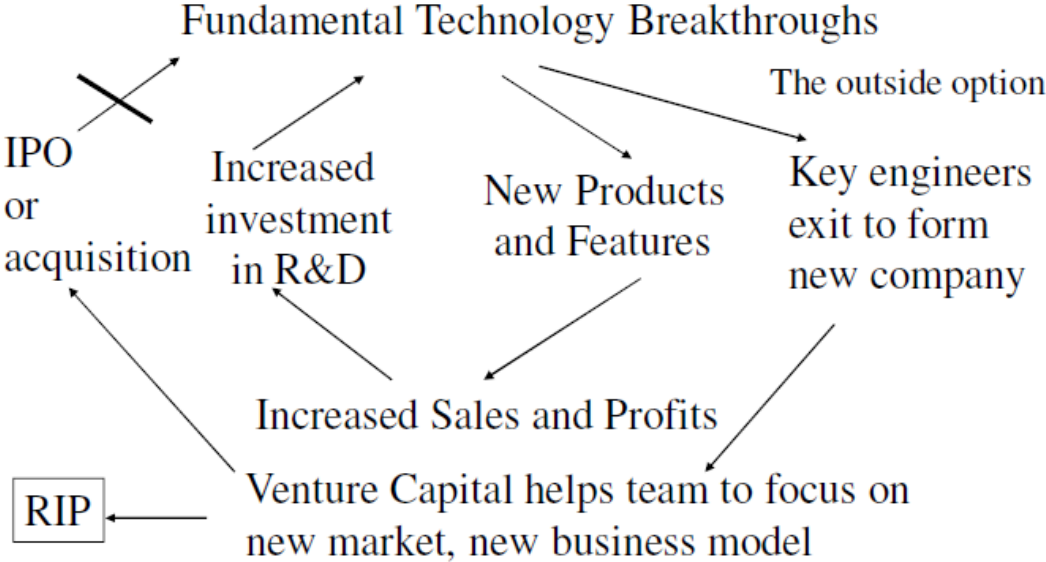 Fundamental Technology Breakthroughs
The outside option
IPO
or
acquisition
Increased
investment
in R&D
New Products
and Features
Key engineers
exit to form
new company
Increased Sales and Profits
RIP
Venture Capital helps team to focus on
new market, new business model